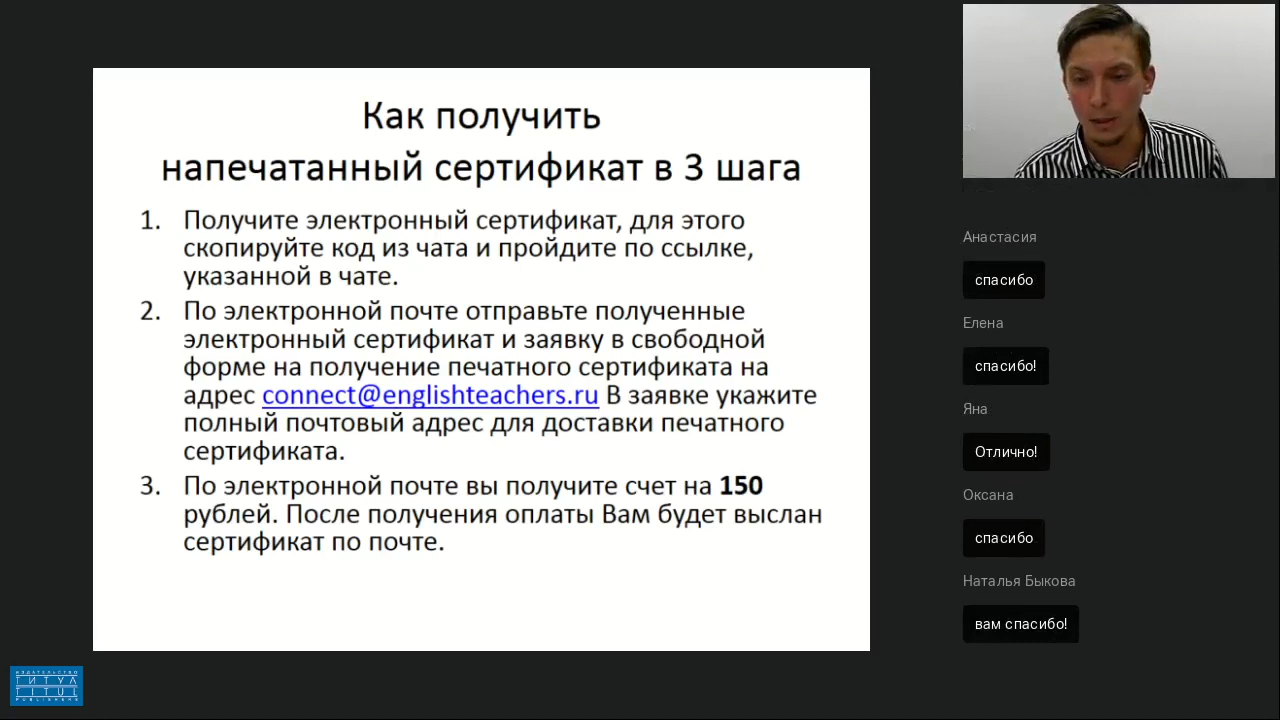 Как получить
напечатанный сертификат в 3 шага
1. Получите электронный сертификат, для этого
скопируйте код из чата и пройдите по ссылке,
указанной в чате.
2. По электронной почте отправьте полученные
электронный сертификат и заявку в свободной
форме на получение печатного сертификата на
адрес connect@englishteachers.ru В заявке укажите
полный почтовый адрес для доставки печатного
сертификата.
3. По электронной почте вы получите счет на 150
рублей. После получения оплаты Вам будет выслан
сертификат по почте.
Анастасия
спасибо
Елена
спасибо!
Яна
Отлично!
Оксана
спасибо
Наталья Быкова
вам спасибо!
ИЗДАТЕЛЬСТВО
ТИТУЛ
TITUL
PUBLISHERS